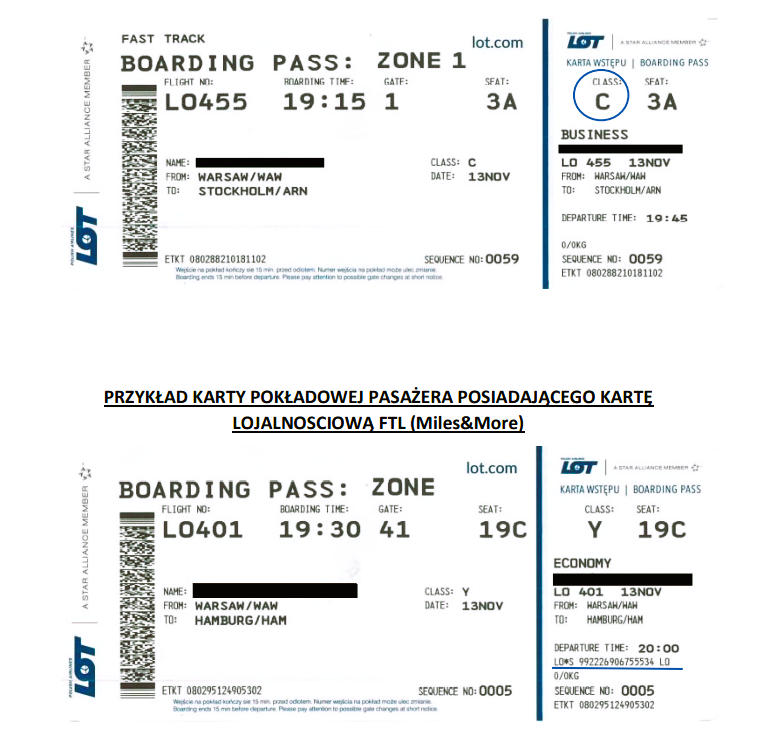 FAST TRACK
lot.com
BOARDING PASS: ZONE 1
FLIGHT NO: BOARDING TIME: GATE: SEAT:
LO455 19:15 1 3A
NAME:
CLASS: C
FROM: WARSAW/WAW
DATE: 13NOV
TO: STOCKHOLM/ARN
ETKT 080288210181102
SEQUENCE NO: 0059
Wejście na pokład kończy sie 15 min. przed odlotem. Numer wejścia na pokład może ulec zmianie.
Boarding ends 15 min before departure. Please pay attention to possible gate changes at short notice.
A STAR ALLIANCE MEMBER
POLISH AIRLINES
LOT
LOT
A STAR ALLIANCE MEMBER
KARTA WSTĘPU | BOARDING PASS
CLASS: SEAT:
C 3A
BUSINESS
LO 455 13NOV
FROM: WARSAW/WAW
TO: STOCKHOLM/ARN
DEPARTURE TIME: 19:45
0/0KG
SEQUENCE NO: 0059
ETKT 080288210181102
PRZYKŁAD KARTY POKŁADOWEJ PASAŻERA POSIADAJĄCEGO KARTĘ
LOJALNOSCIOWĄ FTL (Miles&More)
lot.com
BOARDING PASS: ZONE
FLIGHT NO: BOARDING TIME: GATE: SEAT:
LO401 19:30 41 19C
NAME:
CLASS: Y
FROM: WARSAW/WAW
DATE: 13NOV
TO: HAMBURG/HAM
ETKT 080295124905302
SEQUENCE NO: 0005
Wejście na pokład kończy sie 15 min. przed odlotem. Numer wejścia na pokład może ulec zmianie.
Boarding ends 15 min before departure. Please pay attention to possible gate changes at short notice.
A STAR ALLIANCE MEMBER
POLISH AIRLINES
LOT
POLISH AIRLINES
LOT
A STAR ALLIANCE MEMBER
KARTA WSTĘPU | BOARDING PASS
CLASS: SEAT:
Y 19C
ECONOMY
LO 401 13NOV
FROM: WARSAW/WAW
TO: HAMBURG/HAM
DEPARTURE TIME: 20:00
LO*S 992226906755534 LO
0/0KG
SEQUENCE NO: 0005
ETKT 080295124905302